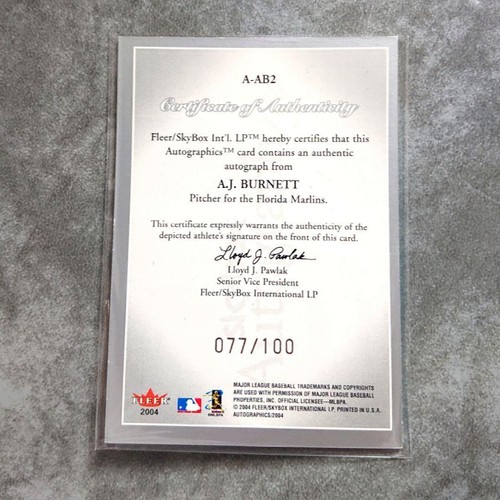 A-AB2
Certificate of Authenticity
Fleer/SkyBox Int'l. LP™ hereby certifies that this
Autographics™ card contains an authentic
autograph from
A.J. BURNETT
Pitcher for the Florida Marlins.
This certificate expressly warrants the authenticity of the
depicted athlete's signature on the front of this card.
Lloyd J. Pawlak
Lloyd J. Pawlak
Senior Vice President
Fleer/SkyBox International LP
077/100
FLEER
2004
MAJOR LEAGUE BASEBALL TRADEMARKS AND COPYRIGHTS
ARE USED WITH PERMISSION OF MAJOR LEAGUE BASEBALL
PROPERTIES, INC. OFFICIAL LICENSEE—MLBPA.
© 2004 FLEER/SKYBOX INTERNATIONAL LP. PRINTED IN U.S.A.
AUTOGRAPHICS/2004